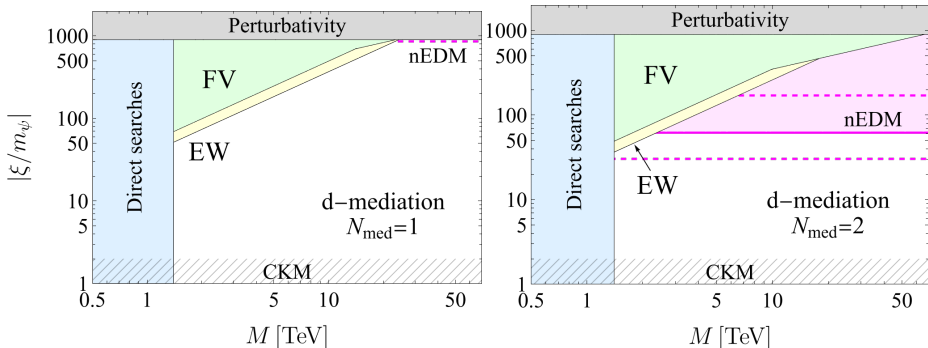 Perturbativity
1000
500
100
50
10
5
1
|ξ/m_ψ|
Direct searches
FV
EW
nEDM
d-mediation
N_med=1
CKM
0.5
1
5
10
50
M [TeV]
Perturbativity
1000
500
100
50
10
5
1
Direct searches
FV
EW
nEDM
d-mediation
N_med=2
CKM
0.5
1
5
10
50
M [TeV]